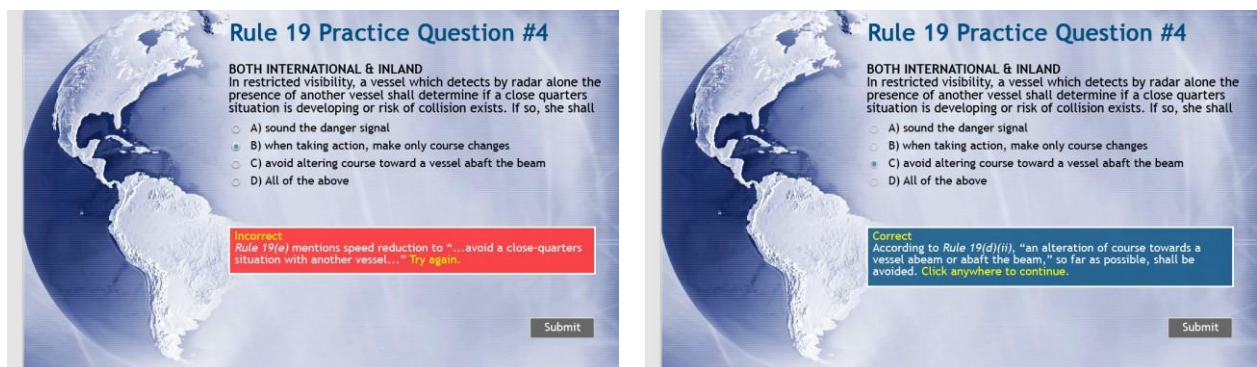 Rule 19 Practice Question #4
BOTH INTERNATIONAL & INLAND
In restricted visibility, a vessel which detects by radar alone the
presence of another vessel shall determine if a close quarters
situation is developing or risk of collision exists. If so, she shall
A) sound the danger signal
B) when taking action, make only course changes
C) avoid altering course toward a vessel abaft the beam
D) All of the above
Incorrect
Rule 19(e) mentions speed reduction to “...avoid a close-quarters
situation with another vessel...” Try again.
Submit
Rule 19 Practice Question #4
BOTH INTERNATIONAL & INLAND
In restricted visibility, a vessel which detects by radar alone the
presence of another vessel shall determine if a close quarters
situation is developing or risk of collision exists. If so, she shall
A) sound the danger signal
B) when taking action, make only course changes
C) avoid altering course toward a vessel abaft the beam
D) All of the above
Correct
According to Rule 19(d)(ii), “an alteration of course towards a
vessel abeam or abaft the beam,” so far as possible, shall be
avoided. Click anywhere to continue.
Submit